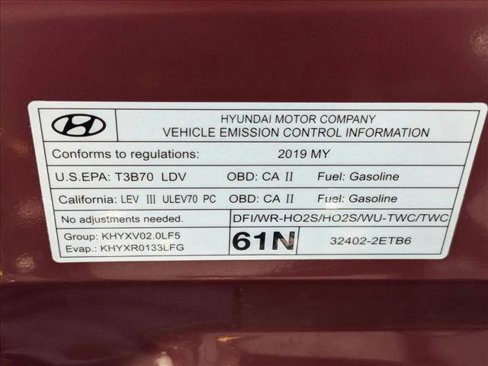 HYUNDAI MOTOR COMPANY
VEHICLE EMISSION CONTROL INFORMATION
Conforms to regulations: 2019 MY
U.S.EPA: T3B70 LDV OBD: CA II Fuel: Gasoline
California: LEV III ULEV70 PC OBD: CA II Fuel: Gasoline
No adjustments needed. DFI/WR-HO2S/HO2S/WU-TWC/TWC
Group: KHYXV02.0LF5
Evap.: KHYXR0133LFG
61N 32402-2ETB6